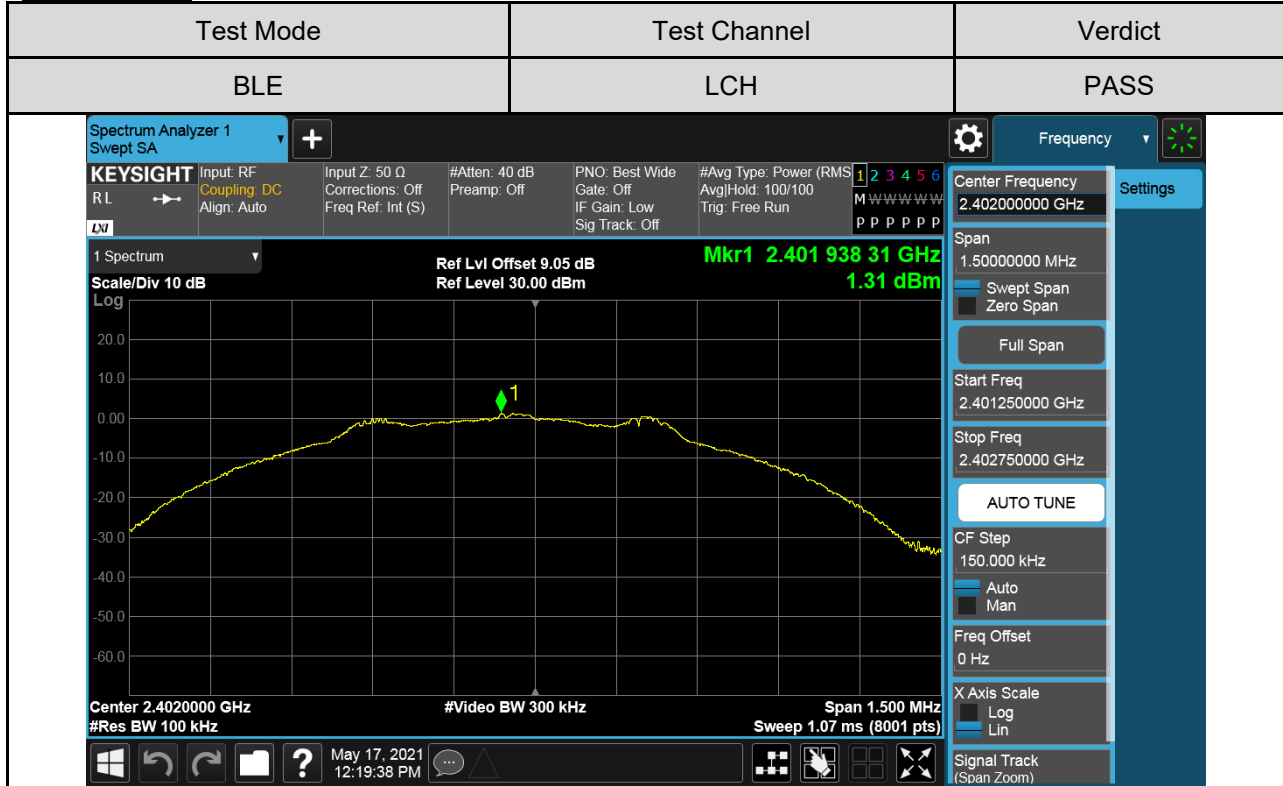 Test Mode Test Channel Verdict
BLE LCH PASS
Spectrum Analyzer 1
Swept SA
Frequency
KEYSIGHT
R L
LXI
Input: RF
Coupling: DC
Align: Auto
Input Z: 50 Ω
Corrections: Off
Freq Ref: Int (S)
#Atten: 40 dB
Preamp: Off
PNO: Best Wide
Gate: Off
IF Gain: Low
Sig Track: Off
#Avg Type: Power (RMS
Avg|Hold: 100/100
Trig: Free Run
1 2 3 4 5 6
M W W W W W
P P P P P P
1 Spectrum
Scale/Div 10 dB
Ref Lvl Offset 9.05 dB
Ref Level 30.00 dBm
Mkr1 2.401 938 31 GHz
1.31 dBm
Log
20.0
10.0
0.00
-10.0
-20.0
-30.0
-40.0
-50.0
-60.0
1
Center 2.4020000 GHz
#Res BW 100 kHz
#Video BW 300 kHz
Span 1.500 MHz
Sweep 1.07 ms (8001 pts)
May 17, 2021
12:19:38 PM
Center Frequency
2.402000000 GHz
Settings
Span
1.50000000 MHz
Swept Span
Zero Span
Full Span
Start Freq
2.401250000 GHz
Stop Freq
2.402750000 GHz
AUTO TUNE
CF Step
150.000 kHz
Auto
Man
Freq Offset
0 Hz
X Axis Scale
Log
Lin
Signal Track
(Span Zoom)